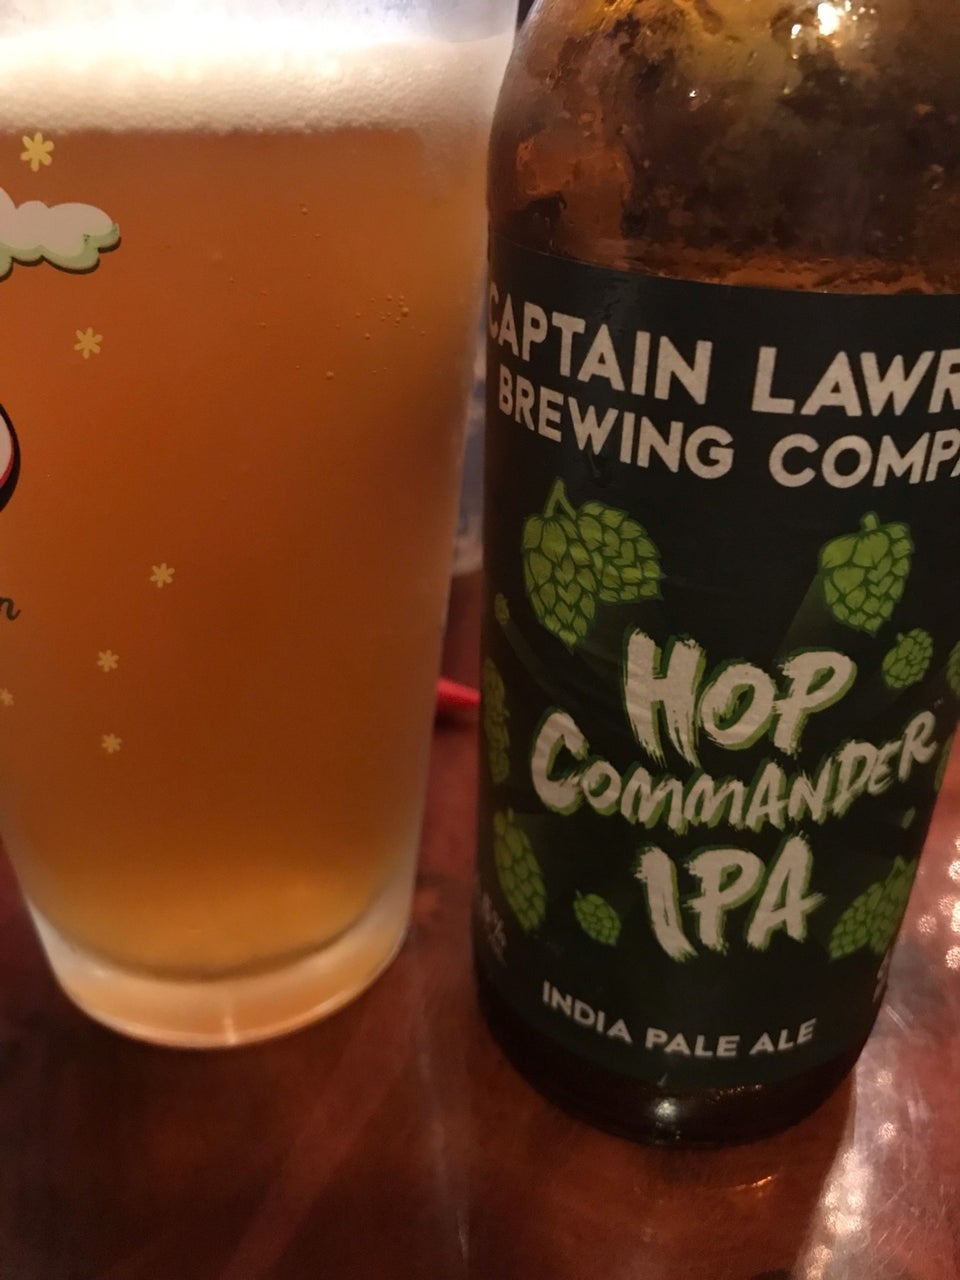 CAPTAIN LAWR
BREWING COMPA
HOP
COMMANDER
IPA
INDIA PALE ALE
n